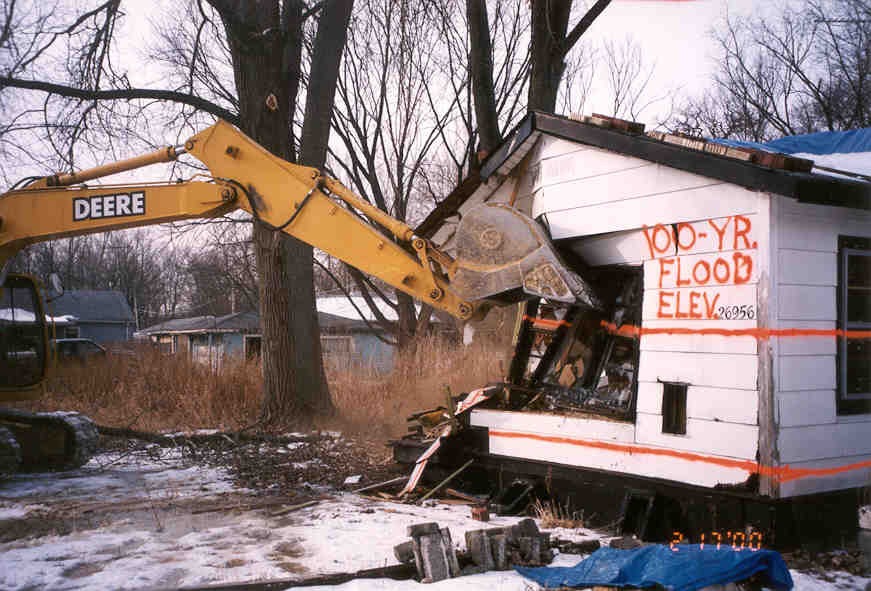 DEERE
100-YR.
FLOOD
ELEV.26956
2 17'00